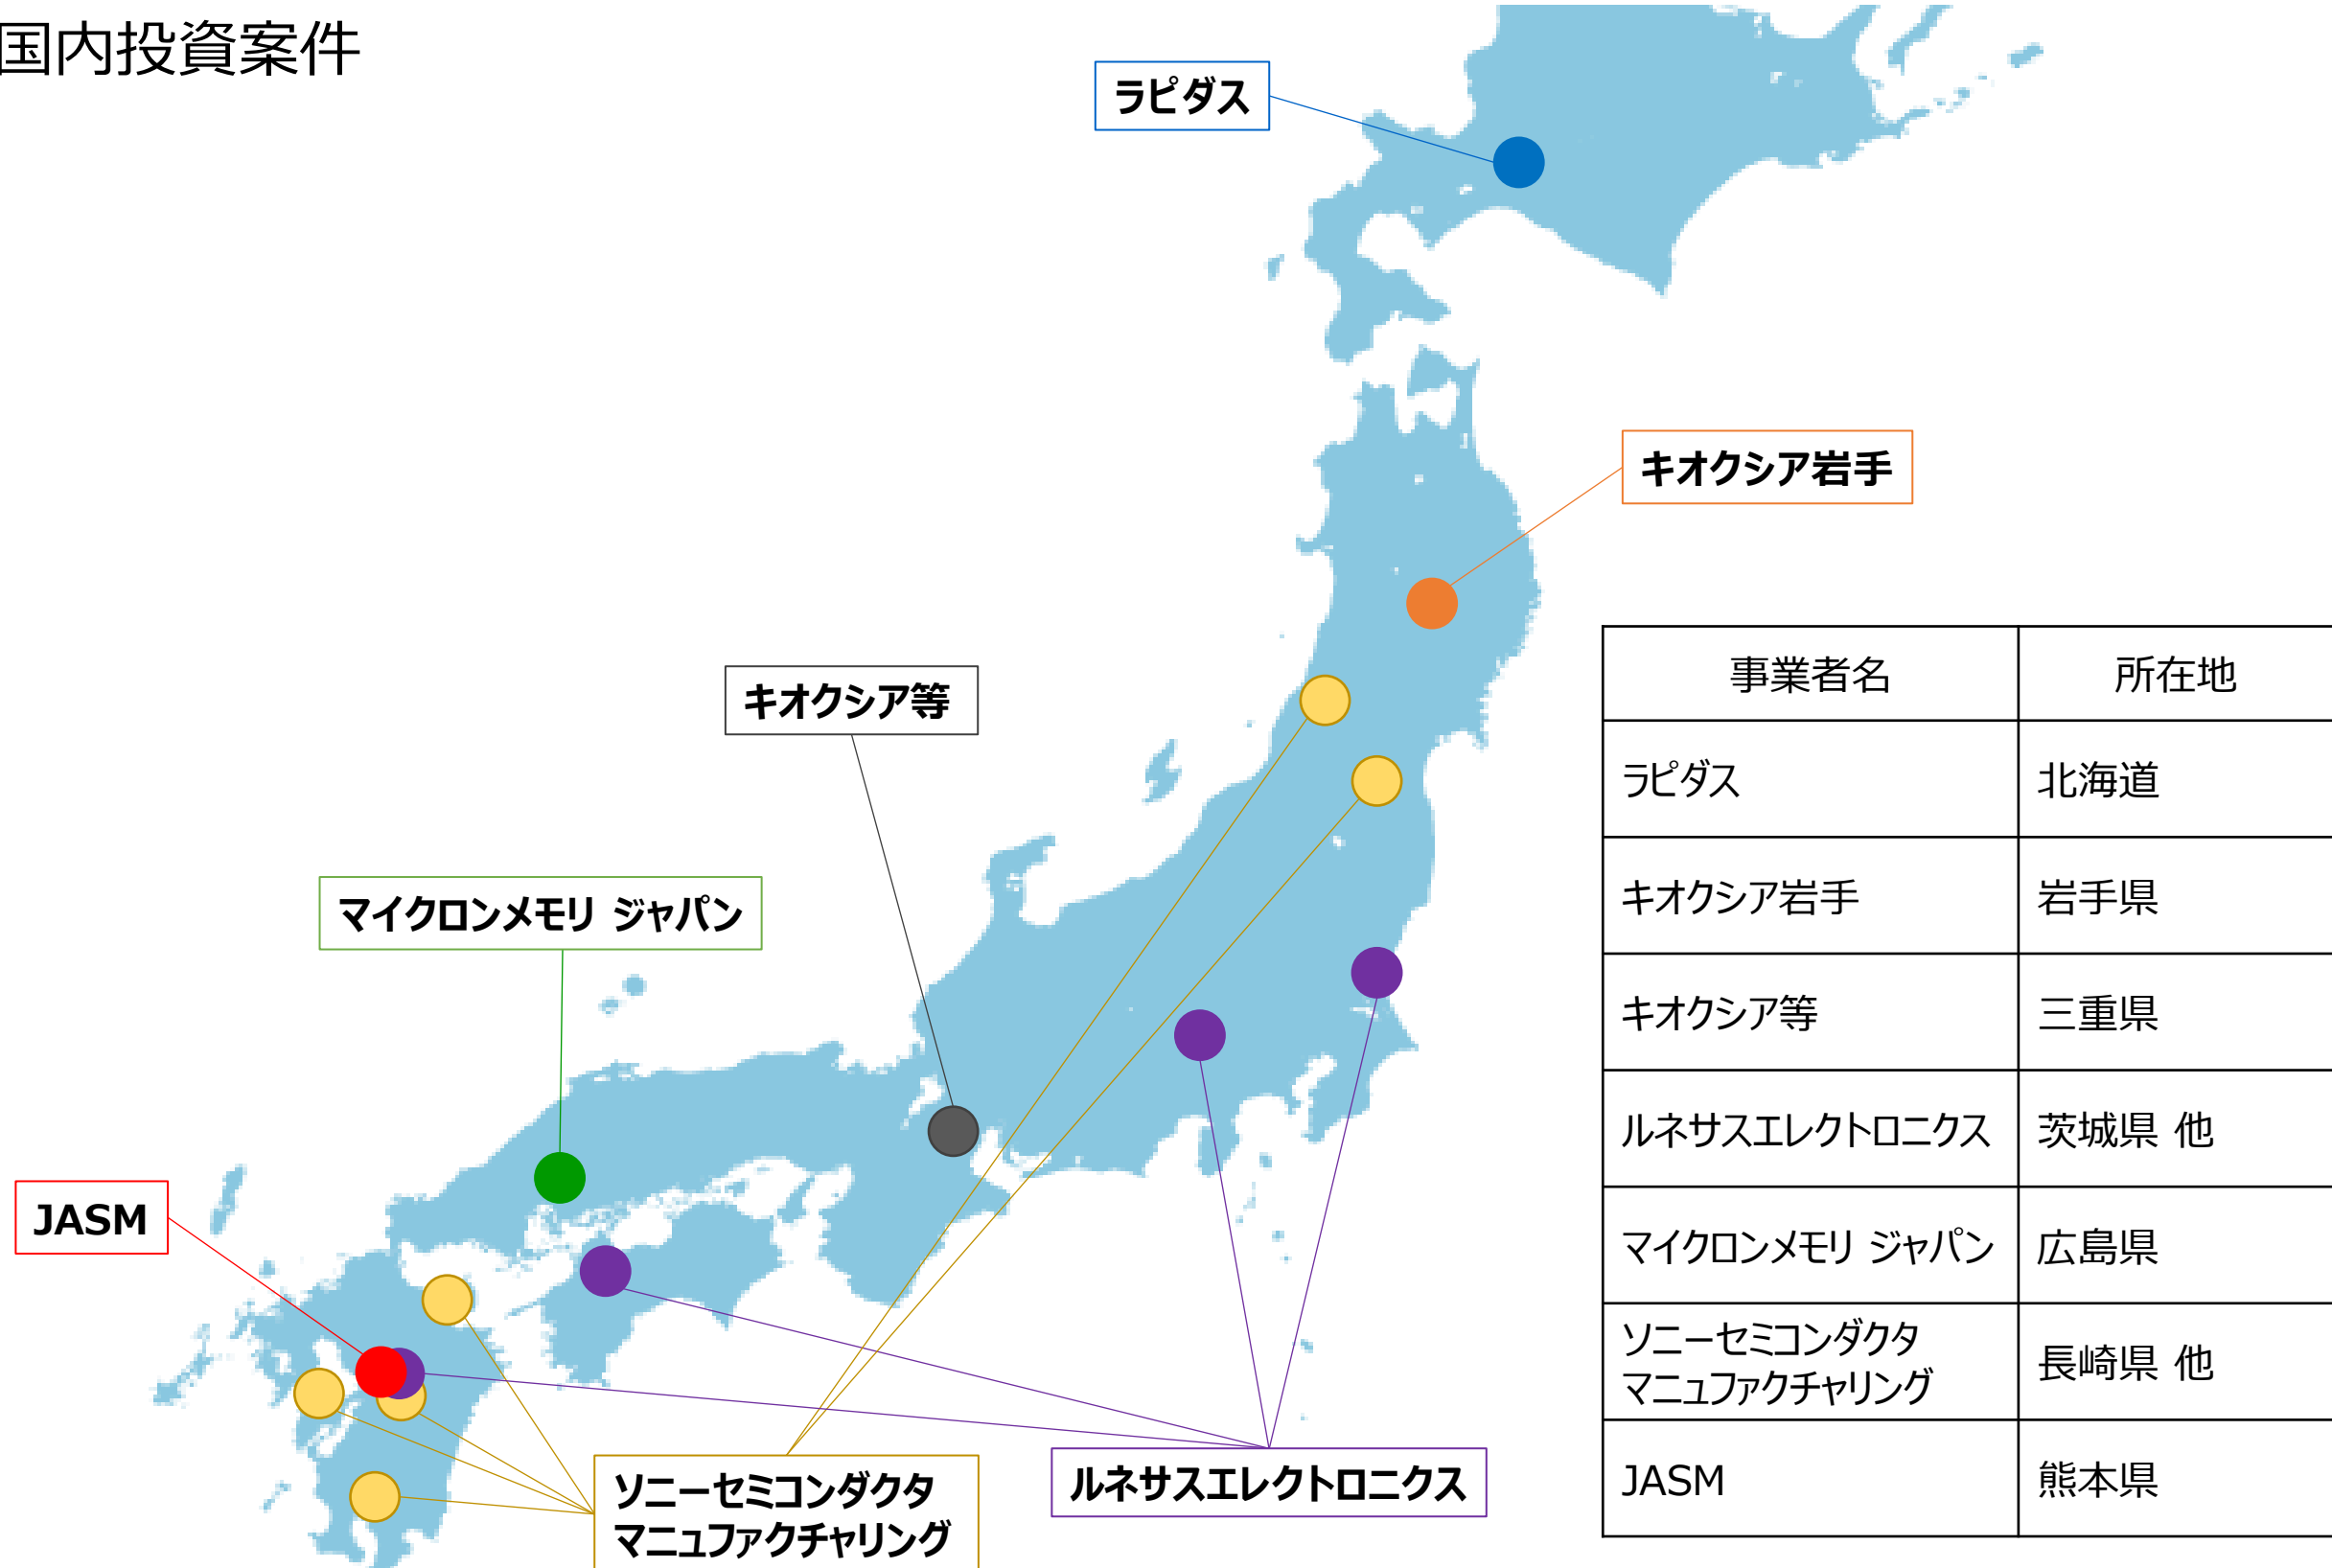 国内投資案件
ラピダス
キオクシア岩手
キオクシア等
マイクロンメモリ ジャパン
JASM
ソニーセミコンダクタ
マニュファクチャリング
ルネサスエレクトロニクス
事業者名 所在地
ラピダス 北海道
キオクシア岩手 岩手県
キオクシア等 三重県
ルネサスエレクトロニクス 茨城県 他
マイクロンメモリ ジャパン 広島県
ソニーセミコンダクタ
マニュファクチャリング 長崎県 他
JASM 熊本県